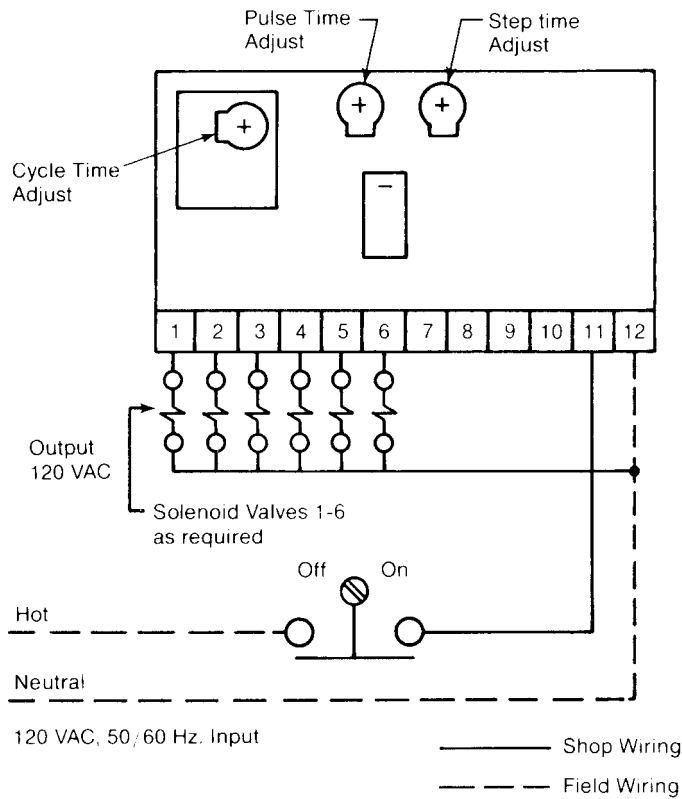 Pulse Time
Adjust
Step time
Adjust
Cycle Time
Adjust
1 2 3 4 5 6 7 8 9 10 11 12
Output
120 VAC
Solenoid Valves 1-6
as required
Off On
Hot
Neutral
120 VAC, 50/60 Hz. Input
Shop Wiring
Field Wiring